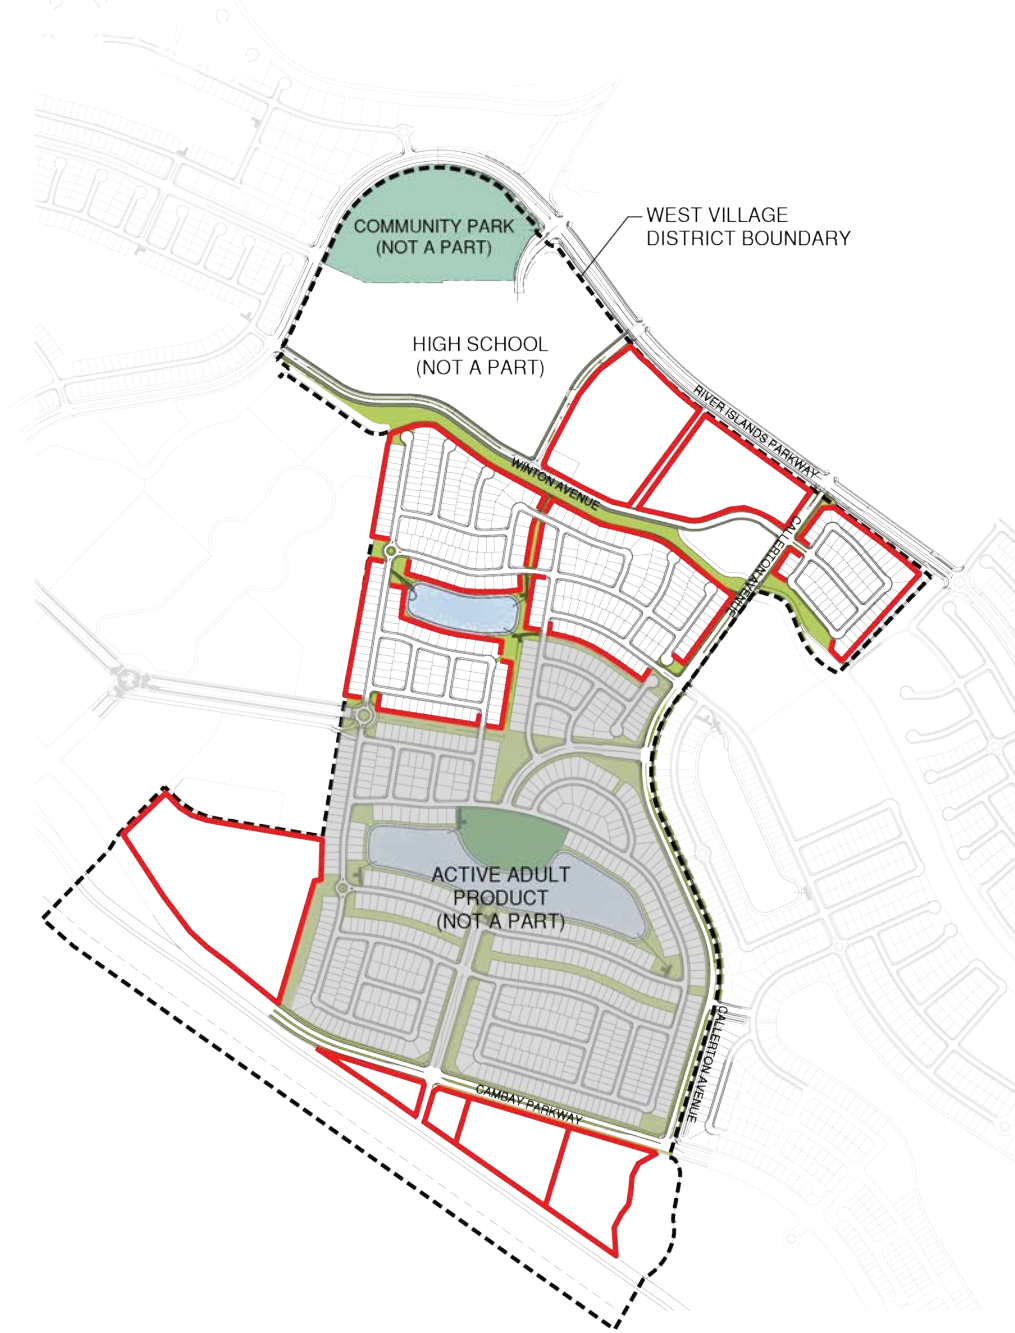 COMMUNITY PARK
(NOT A PART)
WEST VILLAGE
DISTRICT BOUNDARY
HIGH SCHOOL
(NOT A PART)
RIVER ISLANDS PARKWAY
WINTON AVENUE
CALLERTON AVENUE
ACTIVE ADULT
PRODUCT
(NOT A PART)
CALLERTON AVENUE
CAMBAY PARKWAY